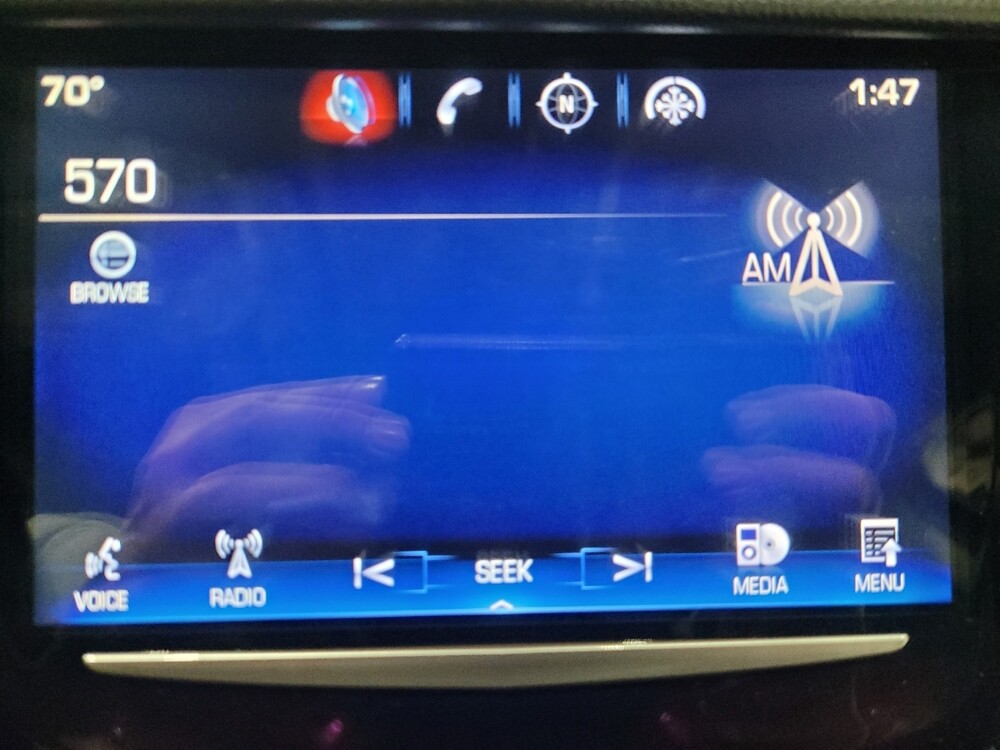 70°
N
1:47
570
BROWSE
AM
VOICE
RADIO
SEEK
MEDIA
MENU